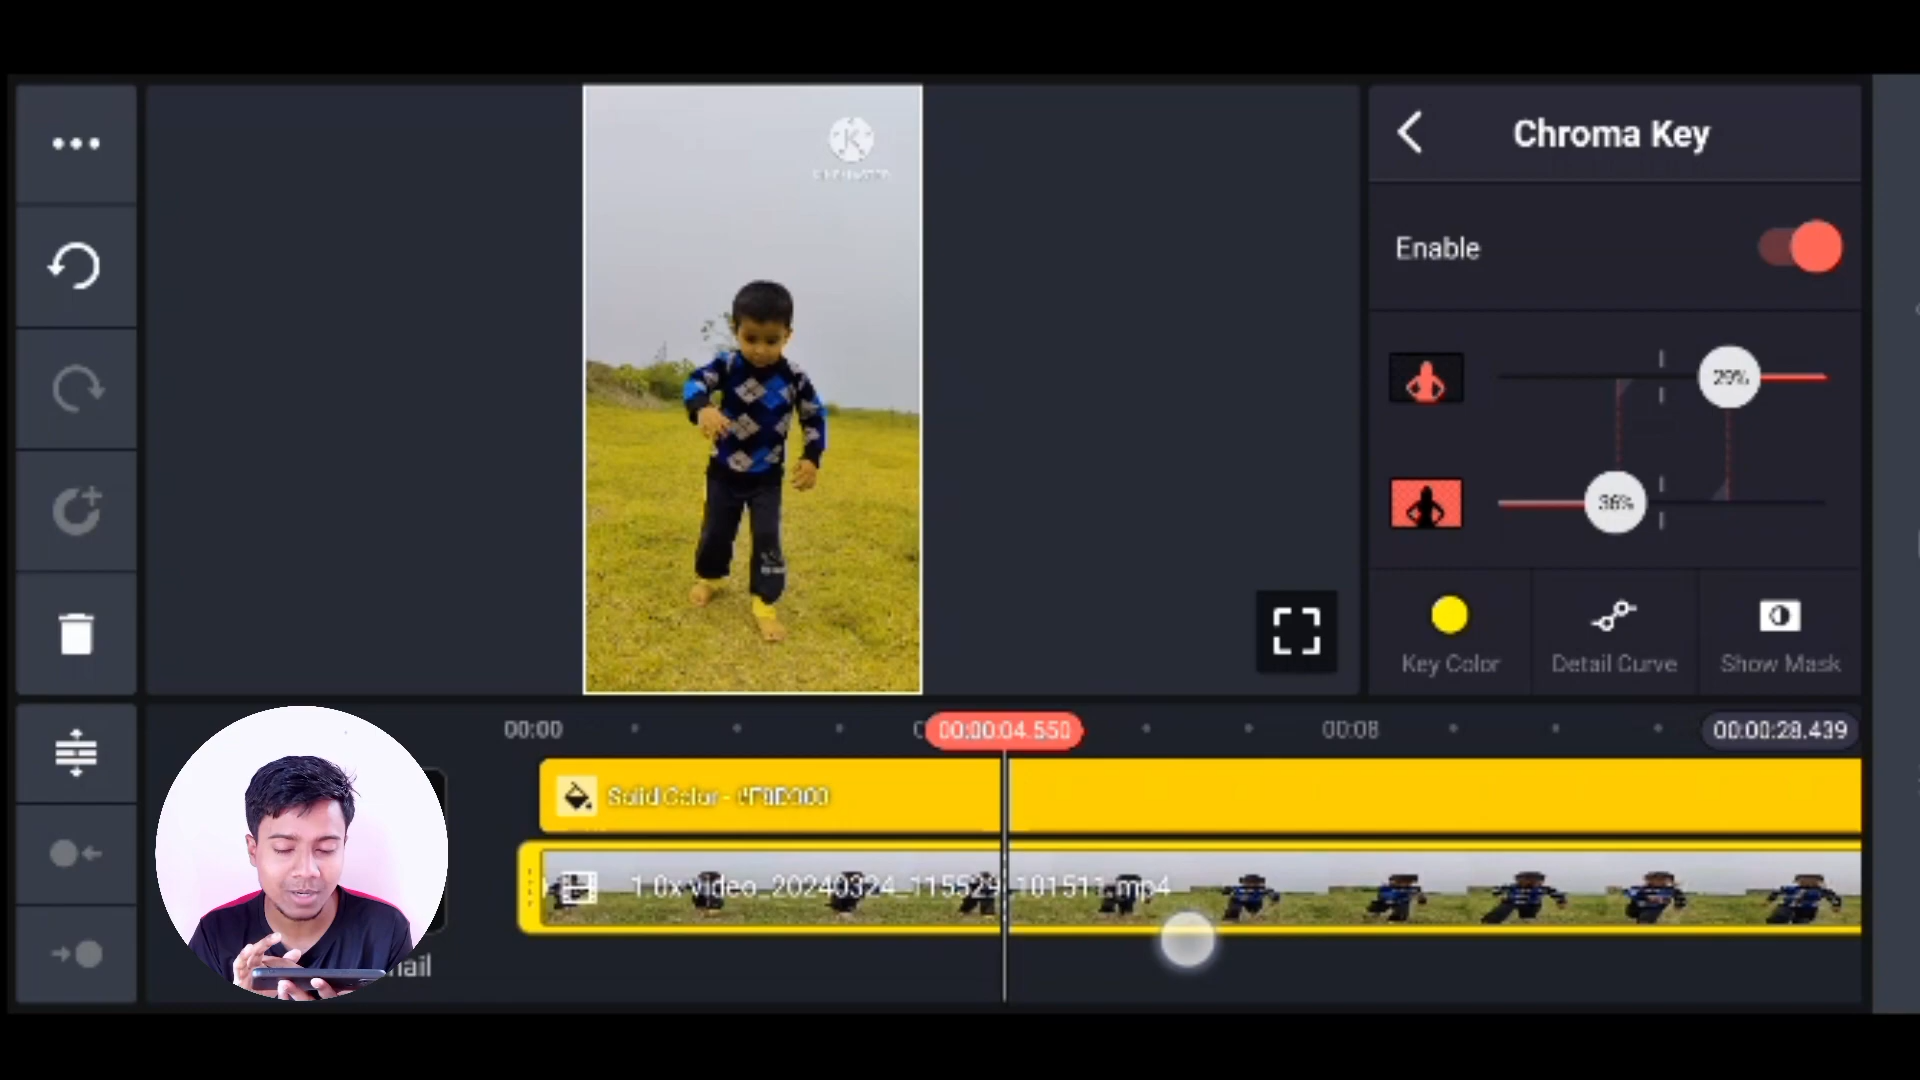 Chroma Key
Enable
29%
36%
Key Color
Detail Curve
Show Mask
00:00
00:00:04.550
00:08
00:00:28.439
Solid Color -
1.0x video_20240324_115529_101511.mp4